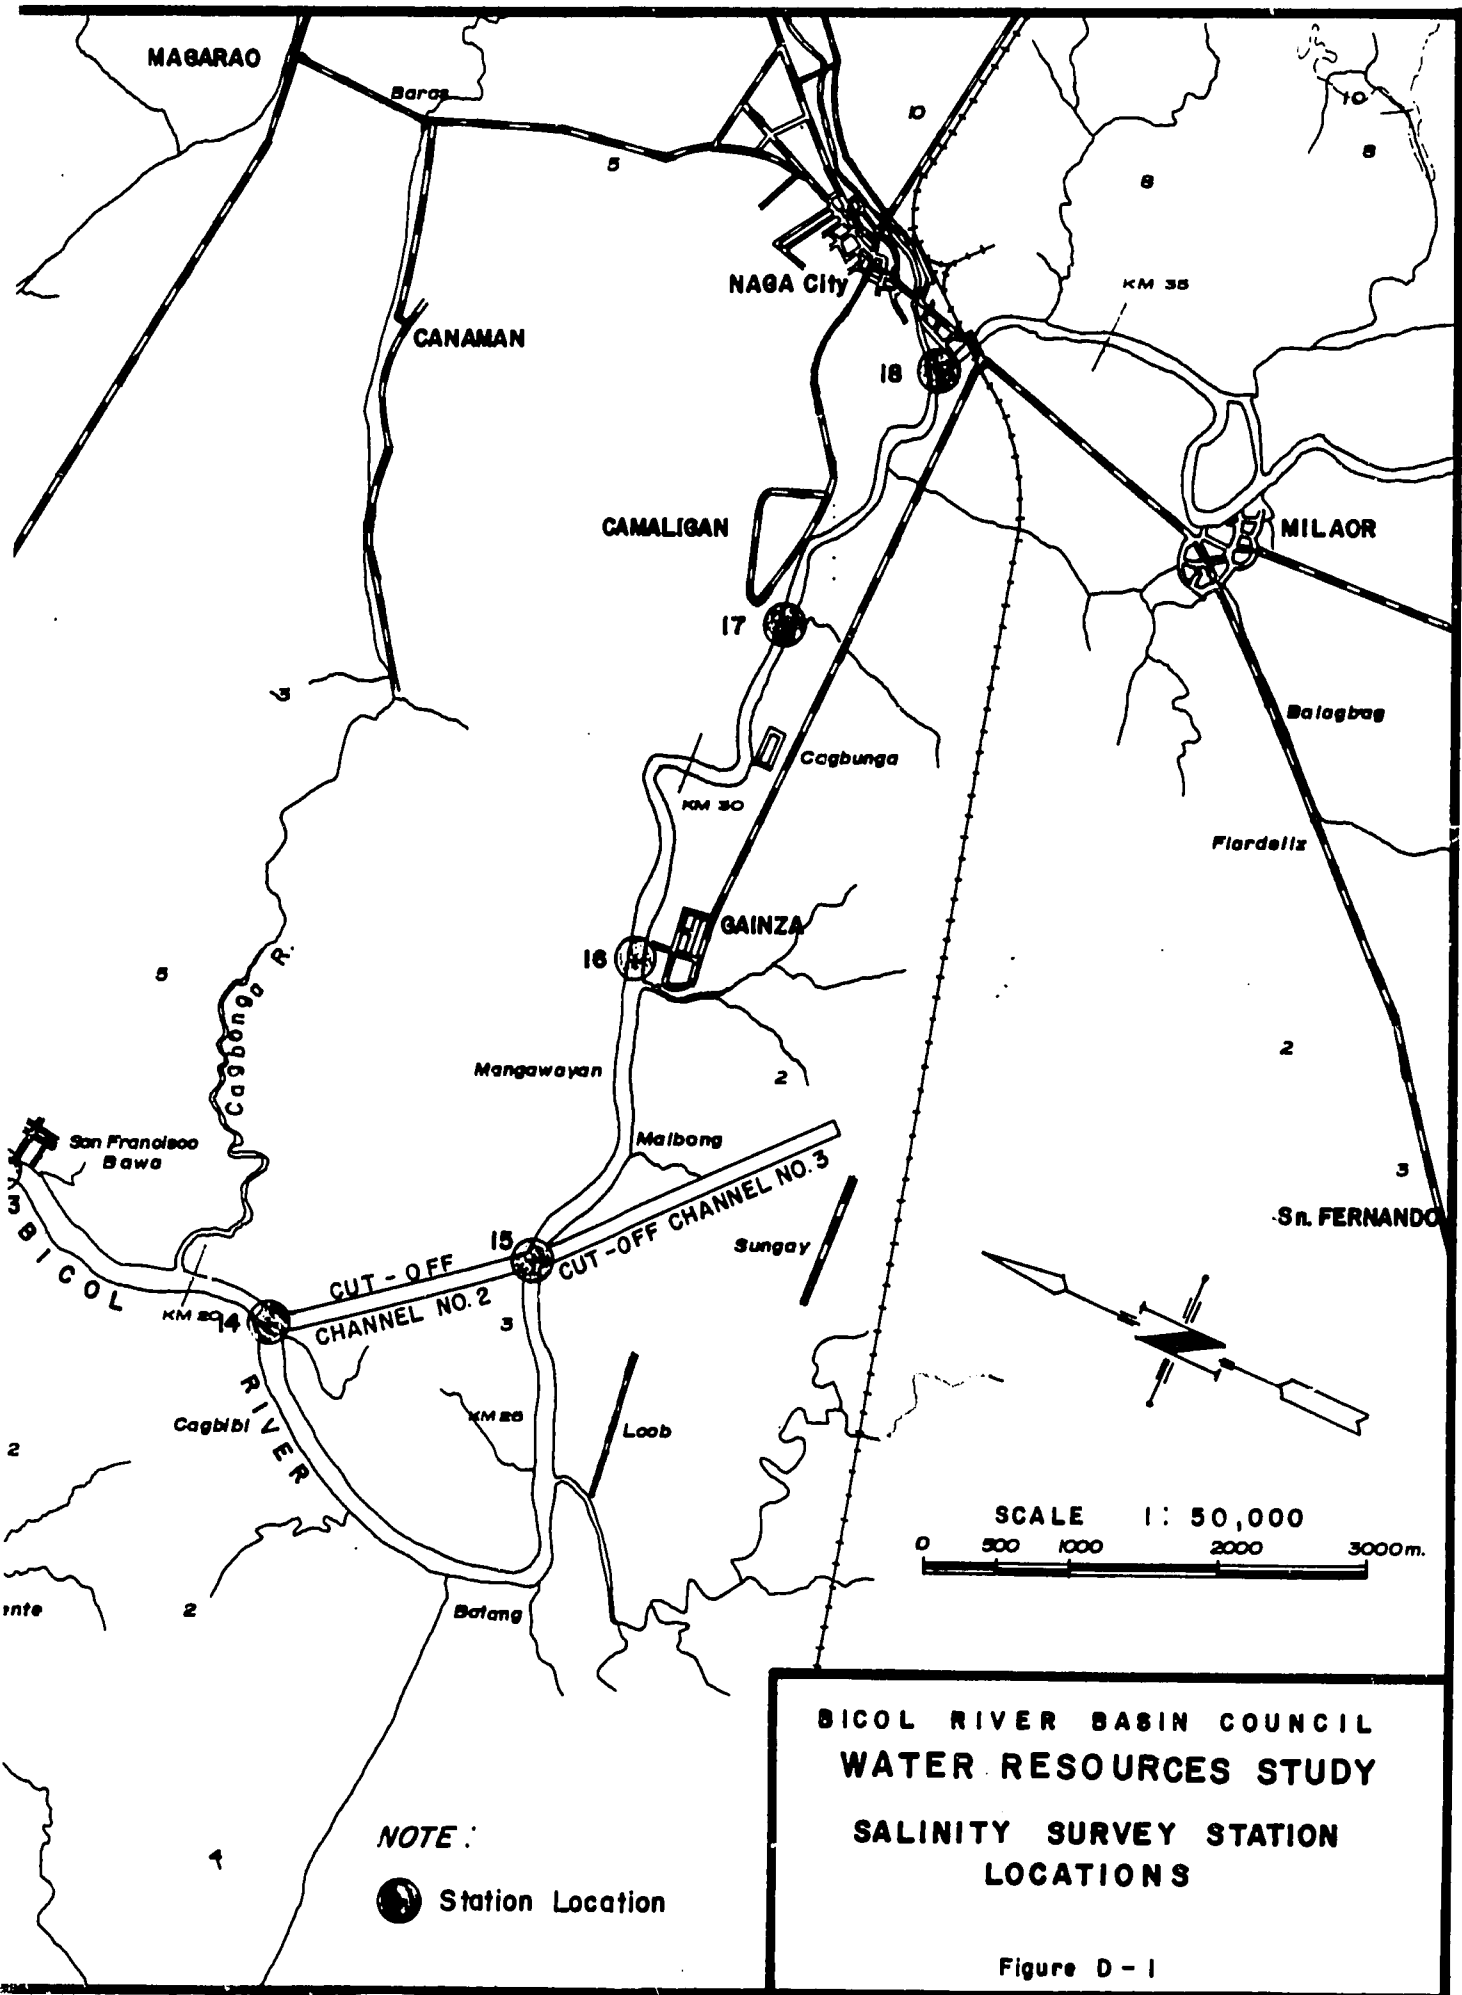 MAGARAO
Baras
5
10
10
8
8
NAGA City
KM 35
CANAMAN
18
CAMALIGAN
MILAOR
17
3
Balagbag
Cagbunga
KM 30
Flordeliz
GAINZA
16
5
Cagbonga R.
2
Mangawayan
2
Malbong
San Francisco
Bawa
3
3
Sn. FERNANDO
BICOL
RIVER
15
CUT-OFF CHANNEL NO. 3
Sungay
CUT-OFF
CHANNEL NO. 2
KM 20
14
3
Cagbibi
KM 25
Loob
2
SCALE 1: 50,000
0 500 1000 2000 3000m.
ente
2
Batang
4
NOTE:
Station Location
BICOL RIVER BASIN COUNCIL
WATER RESOURCES STUDY
SALINITY SURVEY STATION
LOCATIONS
Figure D-1